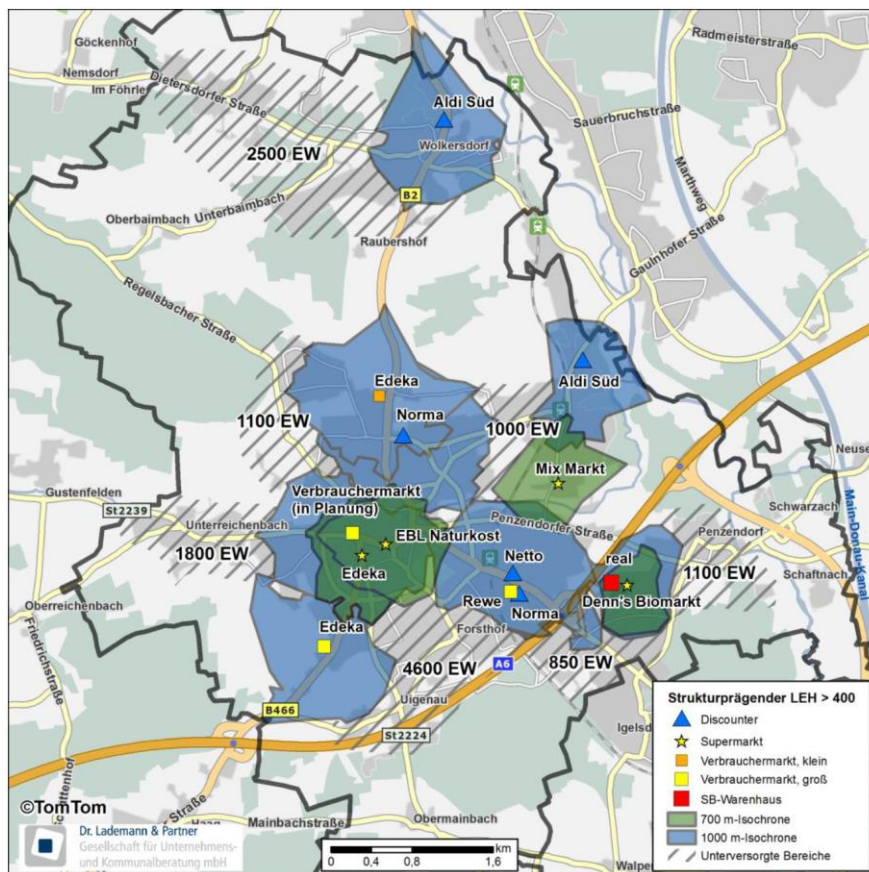 Göckenhof
Nemsdorf
Im Föhrle
Dietersdorfer Straße
Radmeisterstraße
Aldi Süd
Wolkersdorf
Sauerbruchstraße
2500 EW
Marthweg
B2
Oberbaimbach
Unterbaimbach
Raubershof
Gaulnhofer Straße
Regelsbacher Straße
Edeka
Aldi Süd
Norma
1100 EW
1000 EW
Mix Markt
Neuses
Gustenfelden
St2239
Verbrauchermarkt
(in Planung)
Unterreichenbach
EBL Naturkost
Penzendorfer Straße
Penzendorf
Schwarzach
Main-Donau-Kanal
1800 EW
Edeka
Netto
real
1100 EW
Schaftnach
Oberreichenbach
Friedrichstraße
Rewe
Norma
Denn's Biomarkt
Edeka
Forsthof
4600 EW
A6
850 EW
B466
Uigenau
St2224
Igelsd
Haag
Mainbachstraße
Obermainbach
Walper
©TomTom
Dr. Lademann & Partner
Gesellschaft für Unternehmens-
und Kommunalberatung mbH
km
0 0,4 0,8 1,6
Strukturprägender LEH > 400
Discounter
Supermarkt
Verbrauchermarkt, klein
Verbrauchermarkt, groß
SB-Warenhaus
700 m-Isochrone
1000 m-Isochrone
Unterversorgte Bereiche